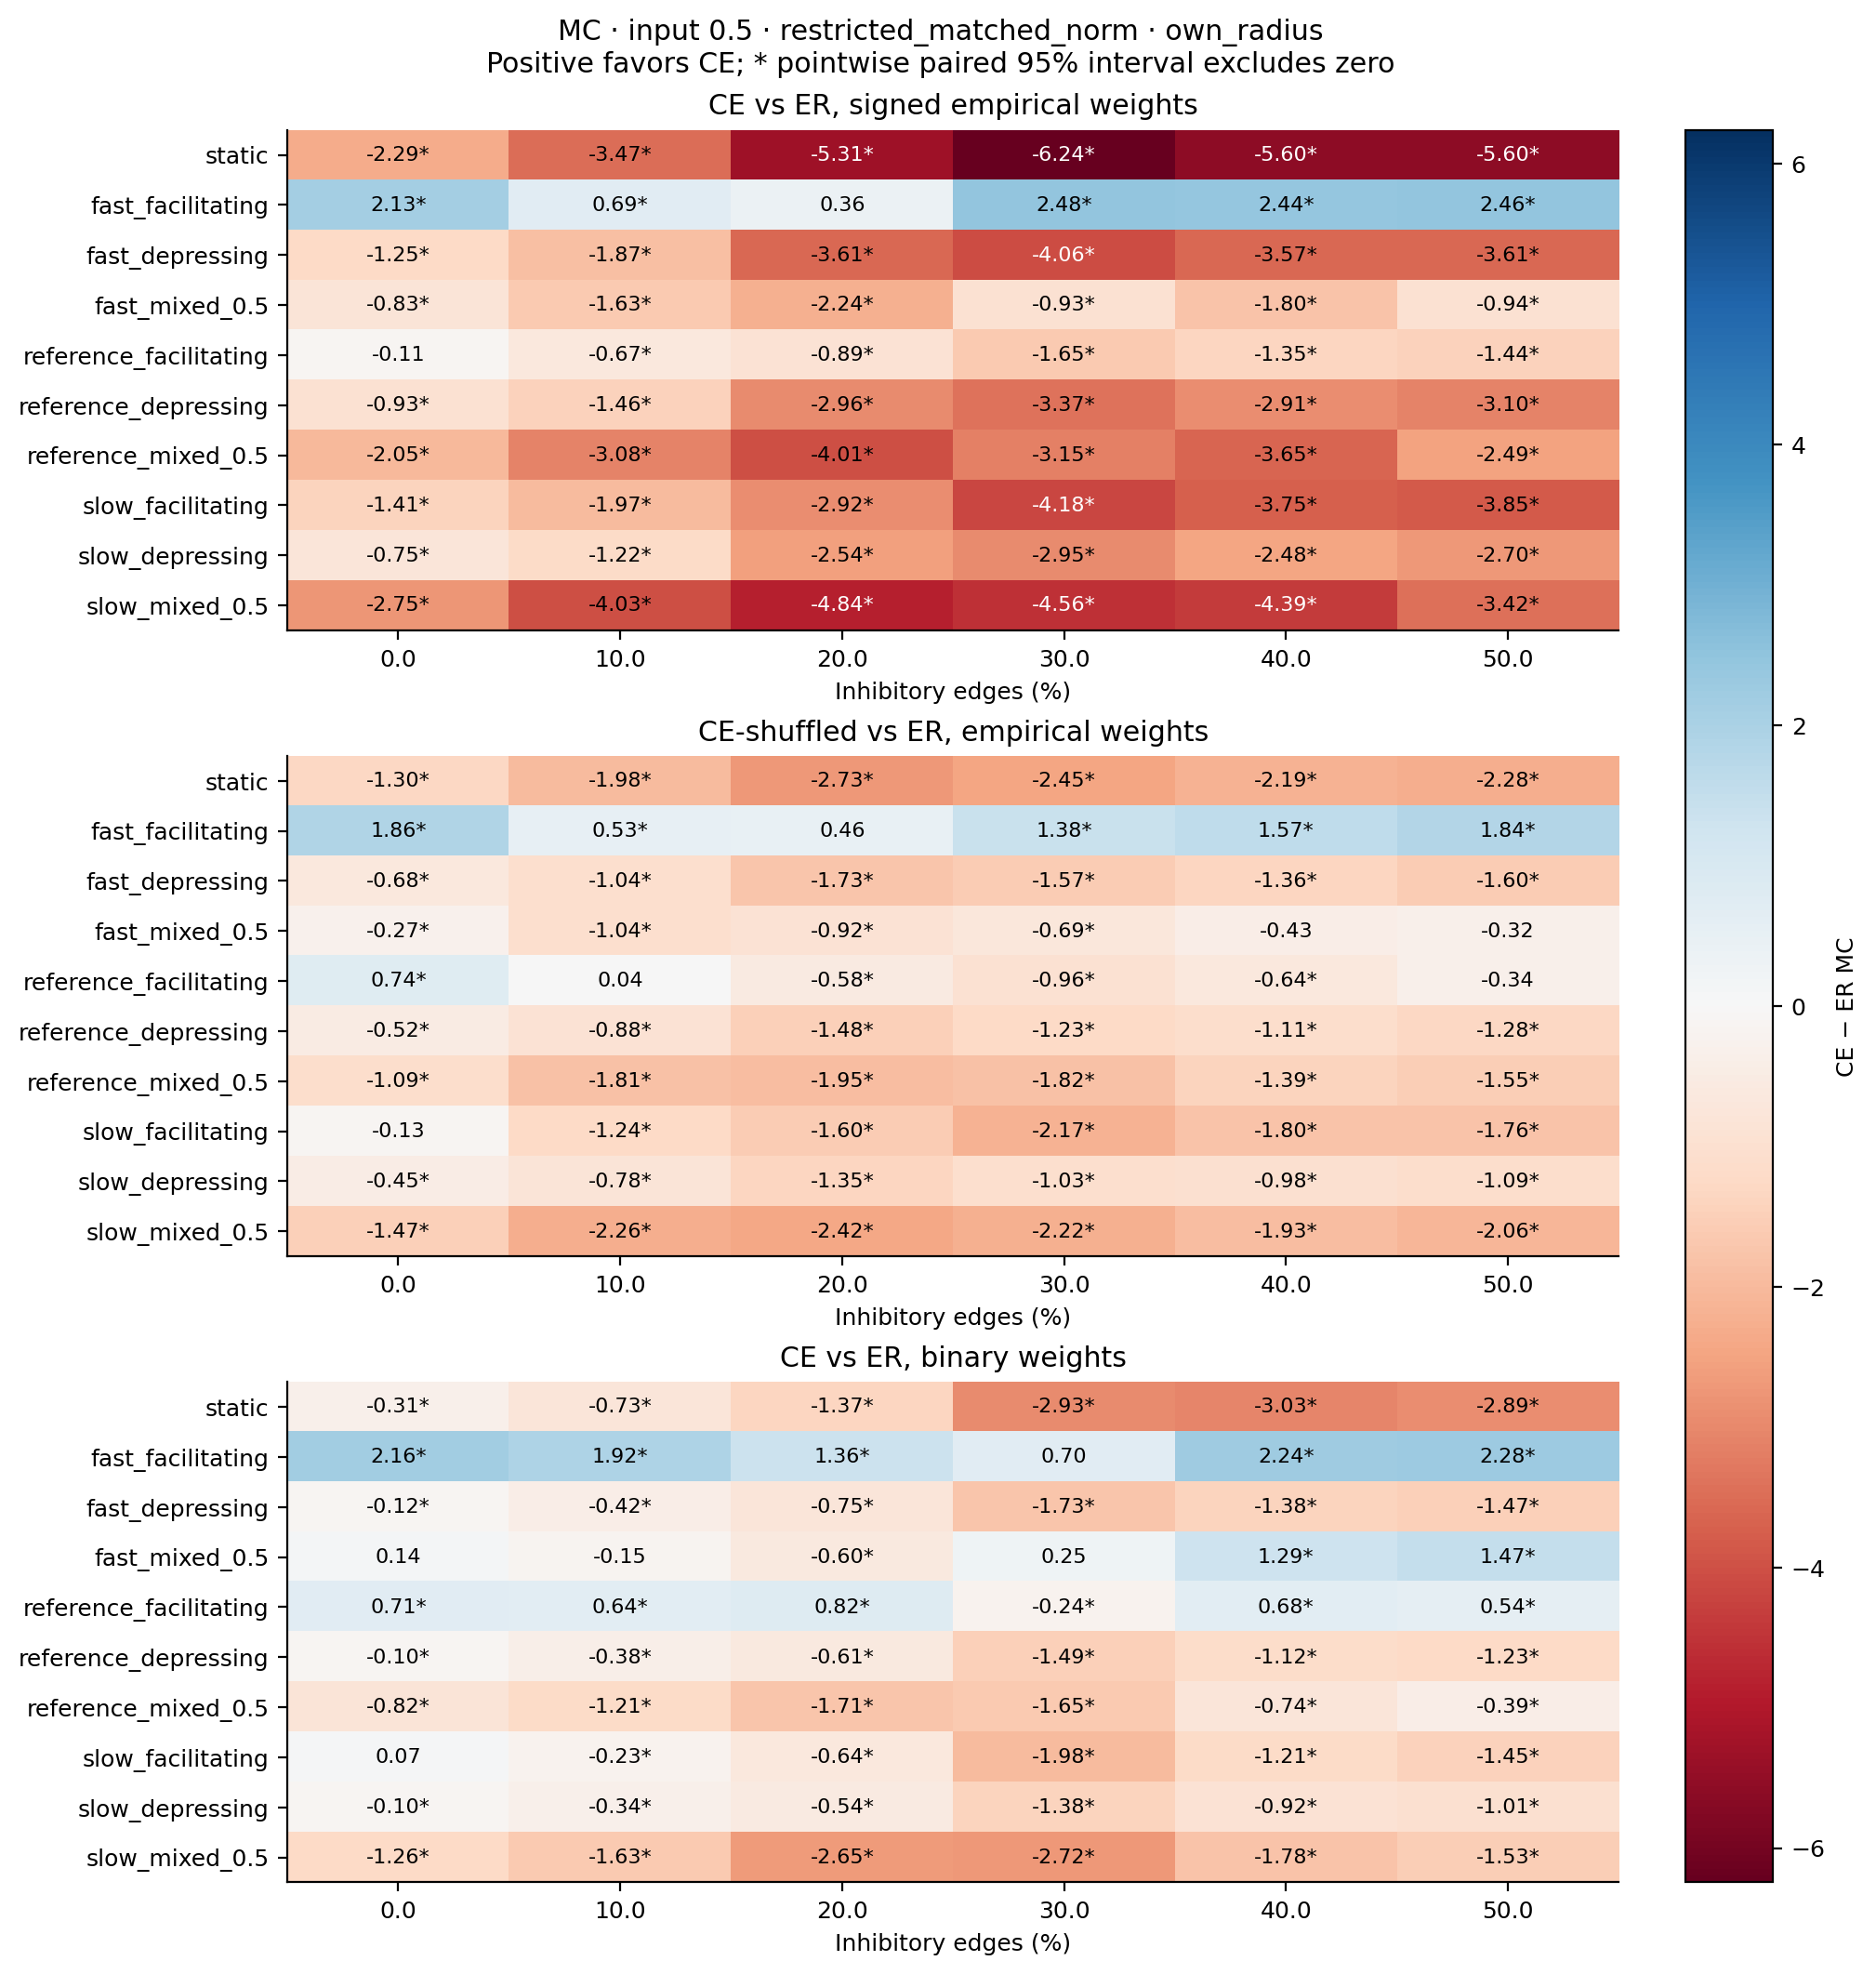 MC · input 0.5 · restricted_matched_norm · own_radius
Positive favors CE; * pointwise paired 95% interval excludes zero
CE vs ER, signed empirical weights
static -2.29* -3.47* -5.31* -6.24* -5.60* -5.60*
fast_facilitating 2.13* 0.69* 0.36 2.48* 2.44* 2.46*
fast_depressing -1.25* -1.87* -3.61* -4.06* -3.57* -3.61*
fast_mixed_0.5 -0.83* -1.63* -2.24* -0.93* -1.80* -0.94*
reference_facilitating -0.11 -0.67* -0.89* -1.65* -1.35* -1.44*
reference_depressing -0.93* -1.46* -2.96* -3.37* -2.91* -3.10*
reference_mixed_0.5 -2.05* -3.08* -4.01* -3.15* -3.65* -2.49*
slow_facilitating -1.41* -1.97* -2.92* -4.18* -3.75* -3.85*
slow_depressing -0.75* -1.22* -2.54* -2.95* -2.48* -2.70*
slow_mixed_0.5 -2.75* -4.03* -4.84* -4.56* -4.39* -3.42*
0.0 10.0 20.0 30.0 40.0 50.0
Inhibitory edges (%)
CE-shuffled vs ER, empirical weights
static -1.30* -1.98* -2.73* -2.45* -2.19* -2.28*
fast_facilitating 1.86* 0.53* 0.46 1.38* 1.57* 1.84*
fast_depressing -0.68* -1.04* -1.73* -1.57* -1.36* -1.60*
fast_mixed_0.5 -0.27* -1.04* -0.92* -0.69* -0.43 -0.32
reference_facilitating 0.74* 0.04 -0.58* -0.96* -0.64* -0.34
reference_depressing -0.52* -0.88* -1.48* -1.23* -1.11* -1.28*
reference_mixed_0.5 -1.09* -1.81* -1.95* -1.82* -1.39* -1.55*
slow_facilitating -0.13 -1.24* -1.60* -2.17* -1.80* -1.76*
slow_depressing -0.45* -0.78* -1.35* -1.03* -0.98* -1.09*
slow_mixed_0.5 -1.47* -2.26* -2.42* -2.22* -1.93* -2.06*
0.0 10.0 20.0 30.0 40.0 50.0
Inhibitory edges (%)
CE vs ER, binary weights
static -0.31* -0.73* -1.37* -2.93* -3.03* -2.89*
fast_facilitating 2.16* 1.92* 1.36* 0.70 2.24* 2.28*
fast_depressing -0.12* -0.42* -0.75* -1.73* -1.38* -1.47*
fast_mixed_0.5 0.14 -0.15 -0.60* 0.25 1.29* 1.47*
reference_facilitating 0.71* 0.64* 0.82* -0.24* 0.68* 0.54*
reference_depressing -0.10* -0.38* -0.61* -1.49* -1.12* -1.23*
reference_mixed_0.5 -0.82* -1.21* -1.71* -1.65* -0.74* -0.39*
slow_facilitating 0.07 -0.23* -0.64* -1.98* -1.21* -1.45*
slow_depressing -0.10* -0.34* -0.54* -1.38* -0.92* -1.01*
slow_mixed_0.5 -1.26* -1.63* -2.65* -2.72* -1.78* -1.53*
0.0 10.0 20.0 30.0 40.0 50.0
Inhibitory edges (%)
6
4
2
0
−2
−4
−6
CE − ER MC